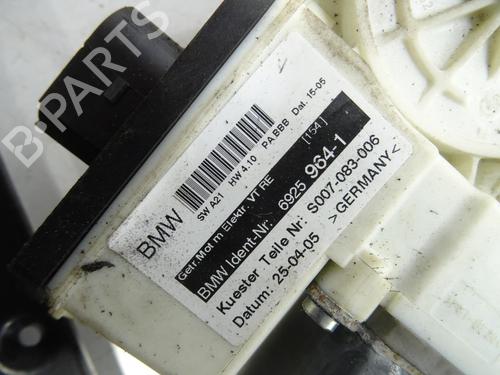 B-PARTS
BMW
SW A21 HW 4.10 PA BBB Dat. 15-05
Getr.Mot m Elektr. VT RE [154]
BMW Ident-Nr: 6925 964-1
Kuester Teile Nr: S007-083-006
Datum: 25-04-05 >GERMANY<